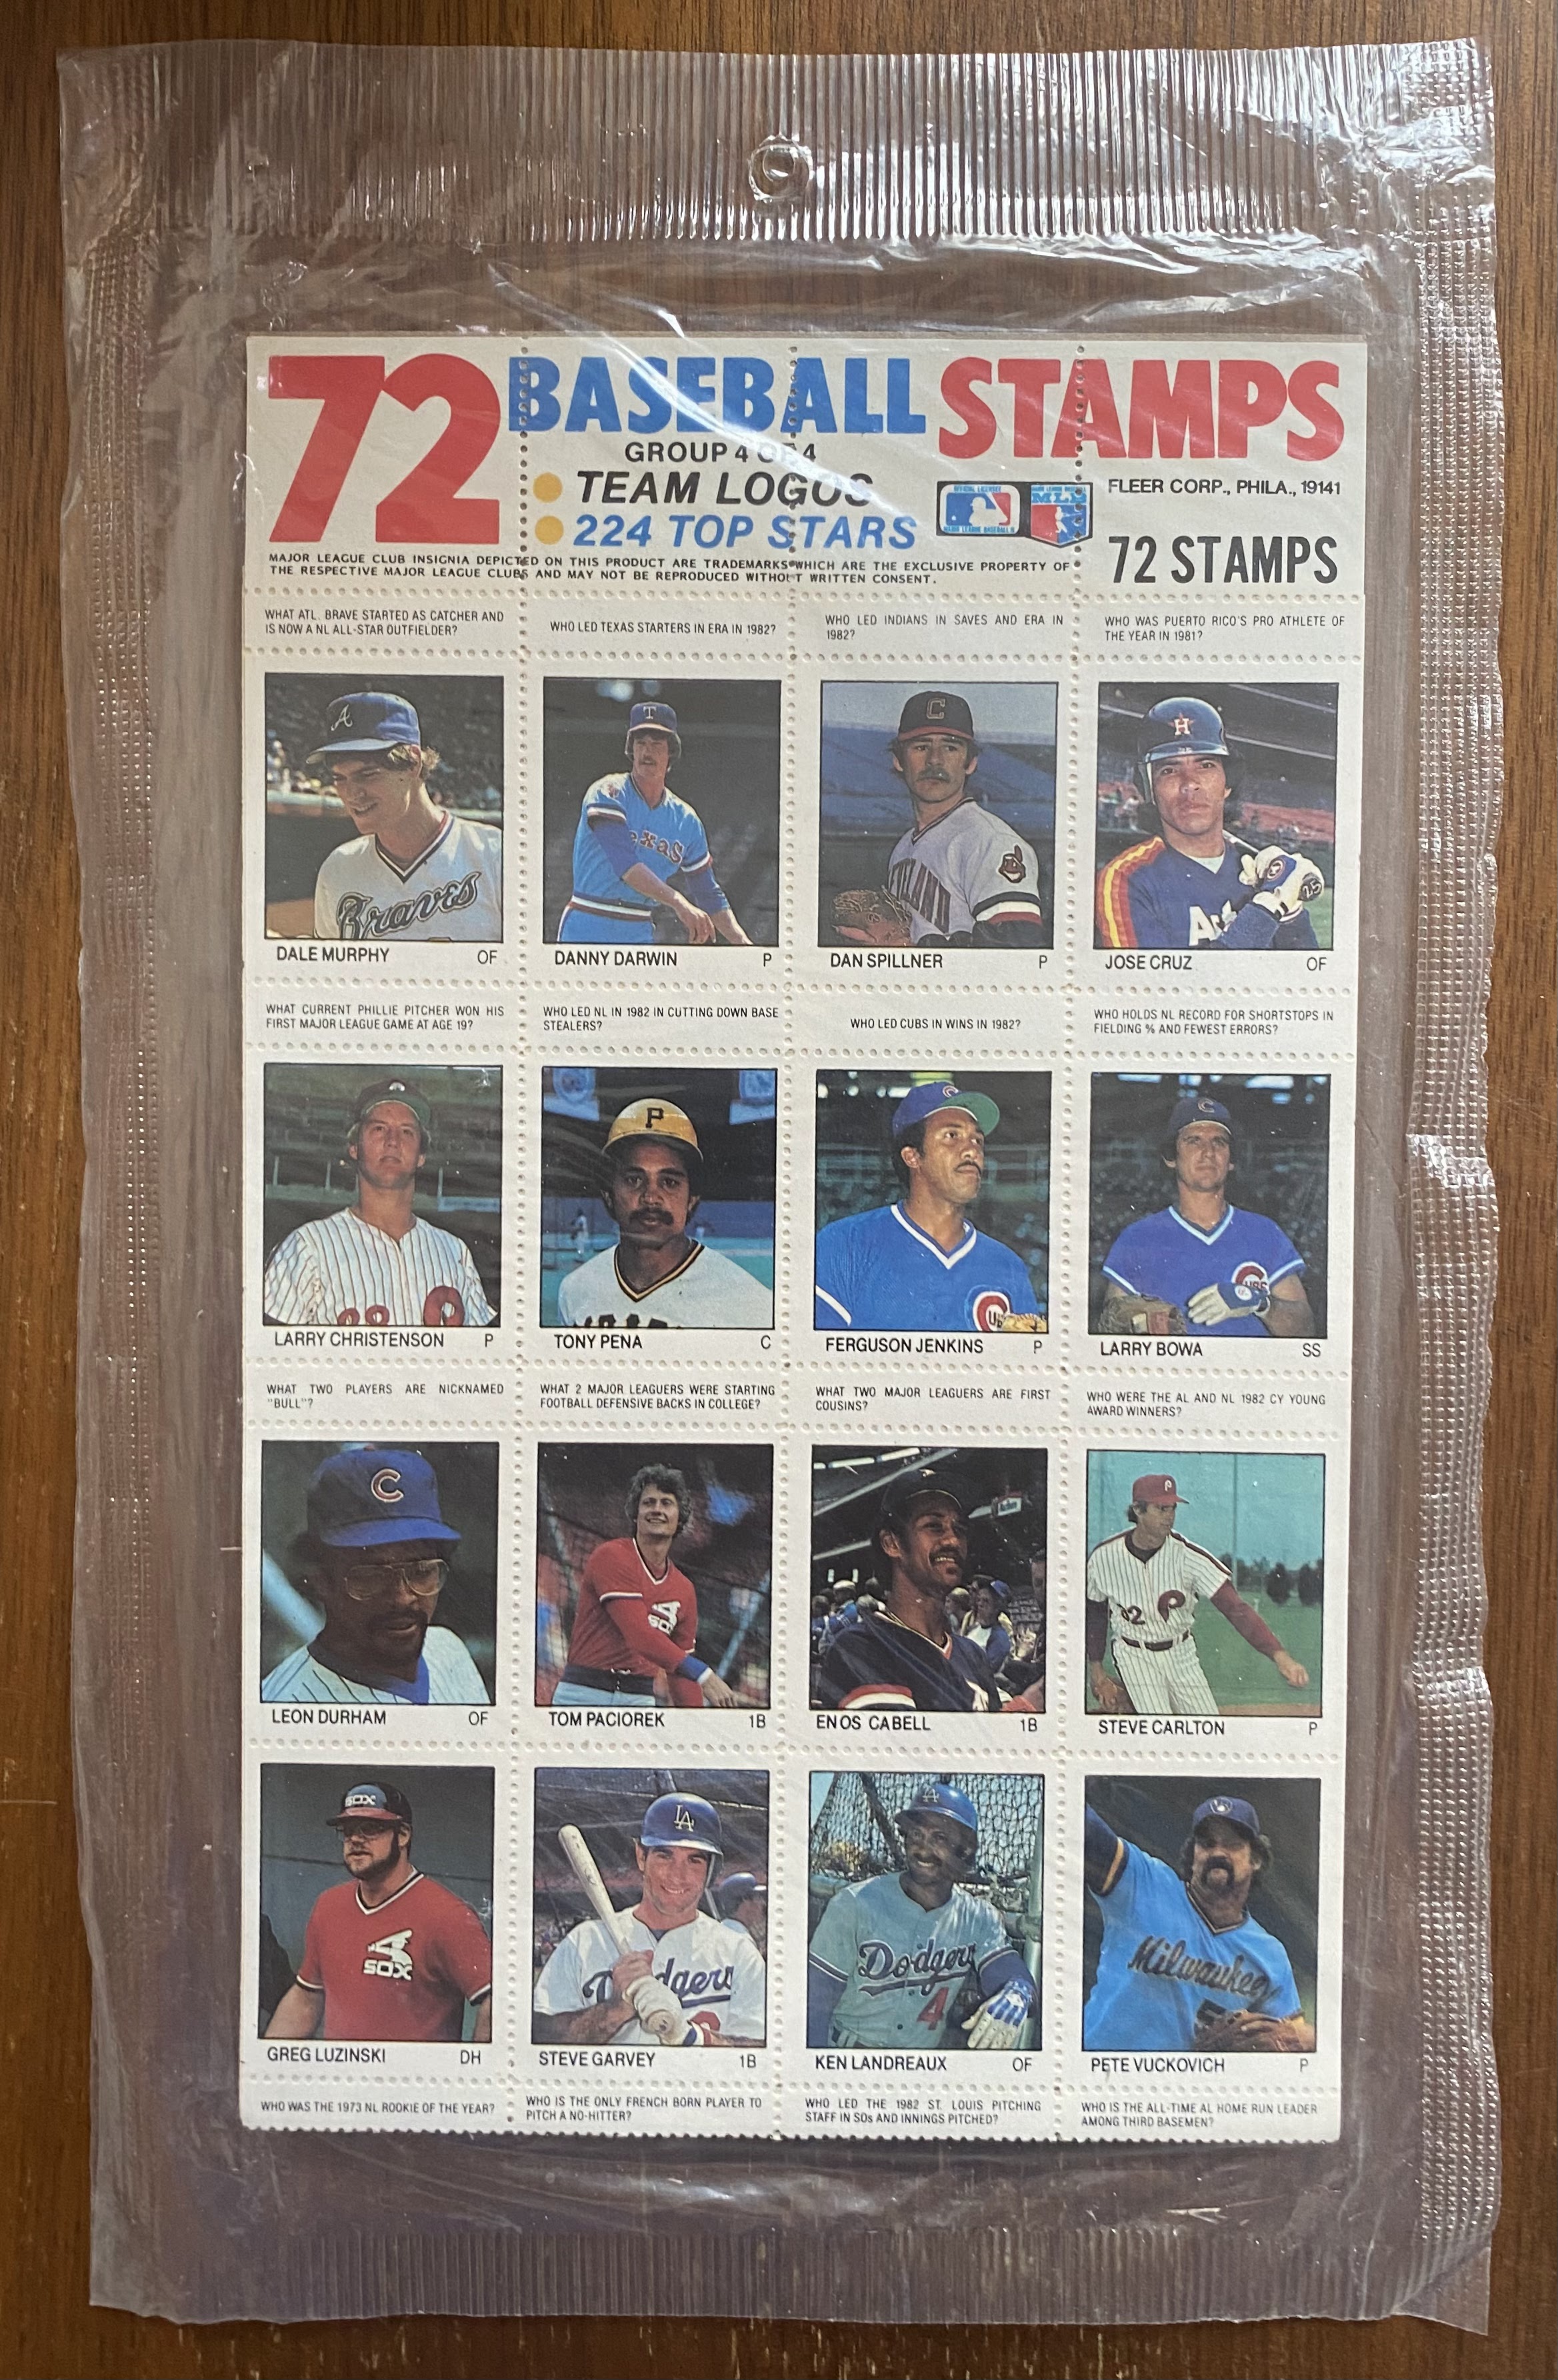 72 BASEBALL STAMPS
GROUP 4 OF 4
TEAM LOGOS
224 TOP STARS
FLEER CORP., PHILA., 19141
72 STAMPS
MAJOR LEAGUE CLUB INSIGNIA DEPICTED ON THIS PRODUCT ARE TRADEMARKS WHICH ARE THE EXCLUSIVE PROPERTY OF
THE RESPECTIVE MAJOR LEAGUE CLUBS AND MAY NOT BE REPRODUCED WITHOUT WRITTEN CONSENT.
WHAT ATL. BRAVE STARTED AS CATCHER AND
IS NOW A NL ALL-STAR OUTFIELDER?
WHO LED TEXAS STARTERS IN ERA IN 1982?
WHO LED INDIANS IN SAVES AND ERA IN
1982?
WHO WAS PUERTO RICO'S PRO ATHLETE OF
THE YEAR IN 1981?
A
Braves
T
exas
C
H
25
DALE MURPHY OF
DANNY DARWIN P
DAN SPILLNER P
JOSE CRUZ OF
WHAT CURRENT PHILLIE PITCHER WON HIS
FIRST MAJOR LEAGUE GAME AT AGE 19?
WHO LED NL IN 1982 IN CUTTING DOWN BASE
STEALERS?
WHO LED CUBS IN WINS IN 1982?
WHO HOLDS NL RECORD FOR SHORTSTOPS IN
FIELDING % AND FEWEST ERRORS?
P
LARRY CHRISTENSON P
TONY PENA C
FERGUSON JENKINS P
LARRY BOWA SS
WHAT TWO PLAYERS ARE NICKNAMED
"BULL"?
WHAT 2 MAJOR LEAGUERS WERE STARTING
FOOTBALL DEFENSIVE BACKS IN COLLEGE?
WHAT TWO MAJOR LEAGUERS ARE FIRST
COUSINS?
WHO WERE THE AL AND NL 1982 CY YOUNG
AWARD WINNERS?
C
SOX
P
LEON DURHAM OF
TOM PACIOREK 1B
ENOS CABELL 1B
STEVE CARLTON P
SOX
SOX
LA
Dodgers
LA
Dodgers
4
Milwaukee
GREG LUZINSKI DH
STEVE GARVEY 1B
KEN LANDREAUX OF
PETE VUCKOVICH P
WHO WAS THE 1973 NL ROOKIE OF THE YEAR?
WHO IS THE ONLY FRENCH BORN PLAYER TO
PITCH A NO-HITTER?
WHO LED THE 1982 ST. LOUIS PITCHING
STAFF IN SOs AND INNINGS PITCHED?
WHO IS THE ALL-TIME AL HOME RUN LEADER
AMONG THIRD BASEMEN?